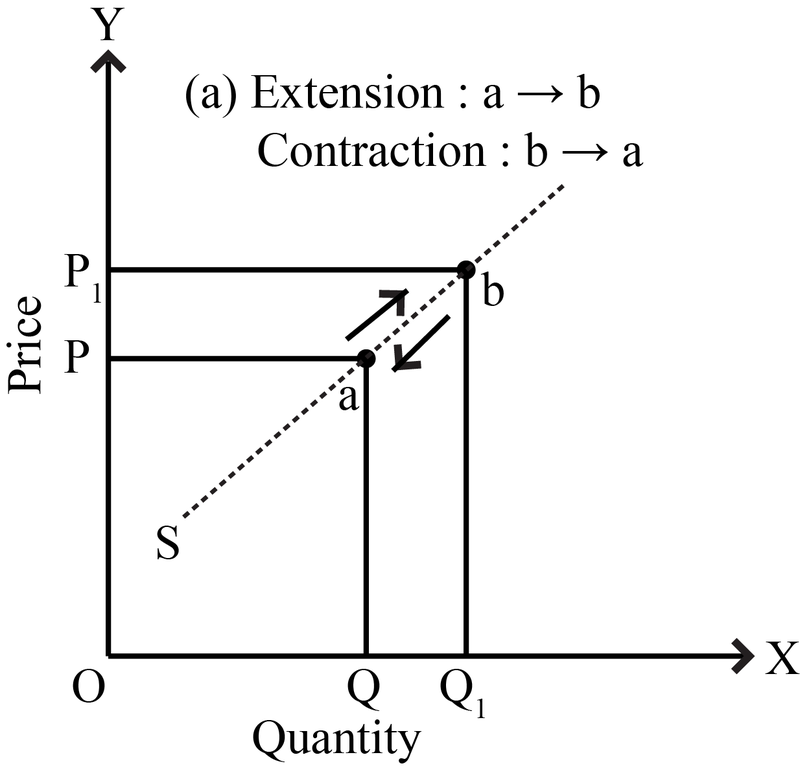 Y
(a) Extension : a → b
Contraction : b → a
P₁
b
Price
P
a
S
X
O
Q
Q₁
Quantity